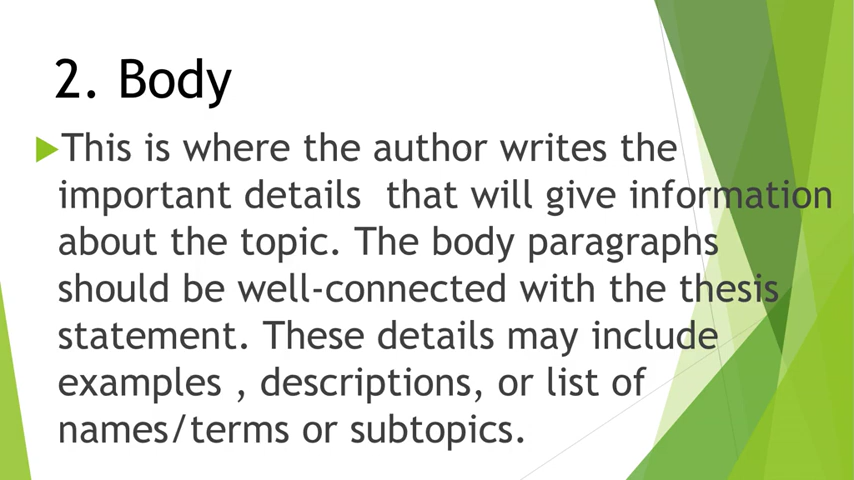 2. Body
This is where the author writes the
important details  that will give information
about the topic. The body paragraphs
should be well-connected with the thesis
statement. These details may include
examples , descriptions, or list of
names/terms or subtopics.